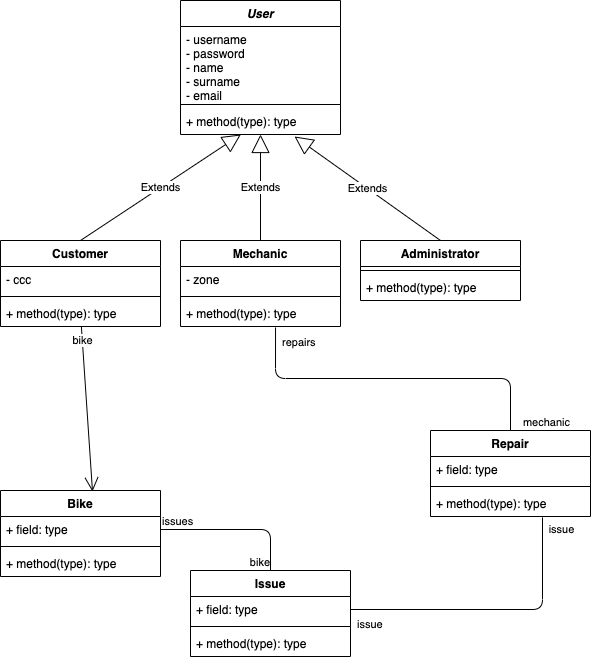 User
- username
- password
- name
- surname
- email
+ method(type): type
Extends
Extends
Extends
Customer
- ccc
+ method(type): type
Mechanic
- zone
+ method(type): type
Administrator
+ method(type): type
bike
repairs
mechanic
Repair
+ field: type
+ method(type): type
Bike
+ field: type
+ method(type): type
issues
issue
bike
Issue
+ field: type
+ method(type): type
issue